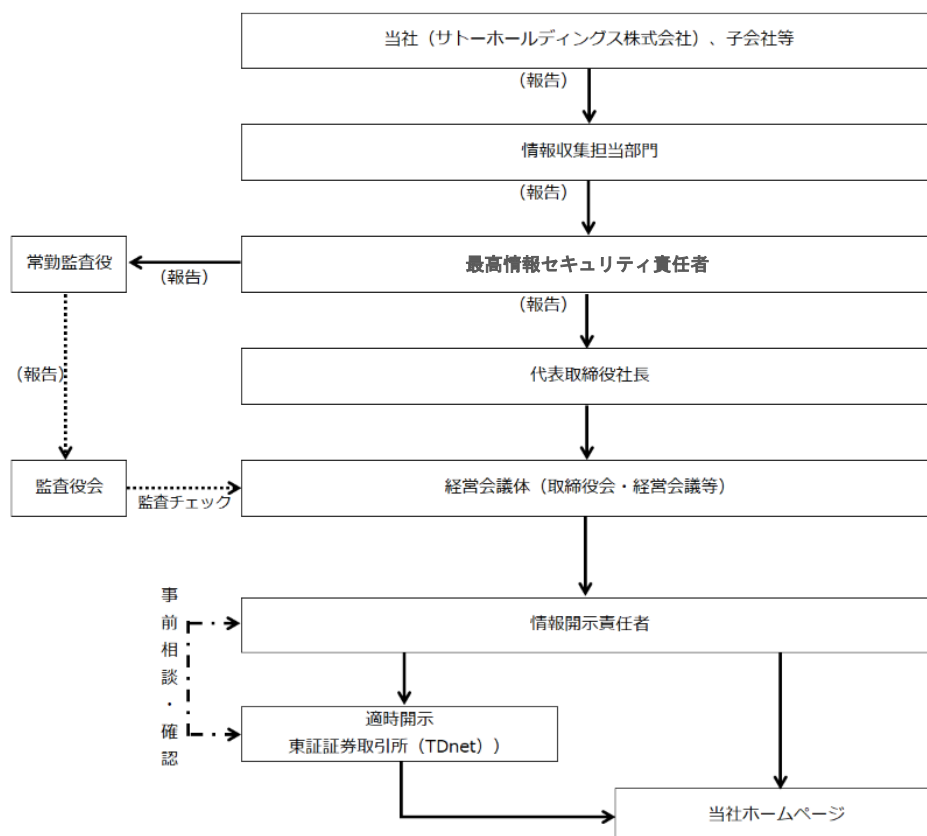 当社（サトーホールディングス株式会社）、子会社等
（報告）
情報収集担当部門
（報告）
常勤監査役
最高情報セキュリティ責任者
（報告）
（報告）
代表取締役社長
（報告）
監査役会
監査チェック
経営会議体（取締役会・経営会議等）
事前相談・確認
情報開示責任者
適時開示
東証証券取引所（TDnet））
当社ホームページ